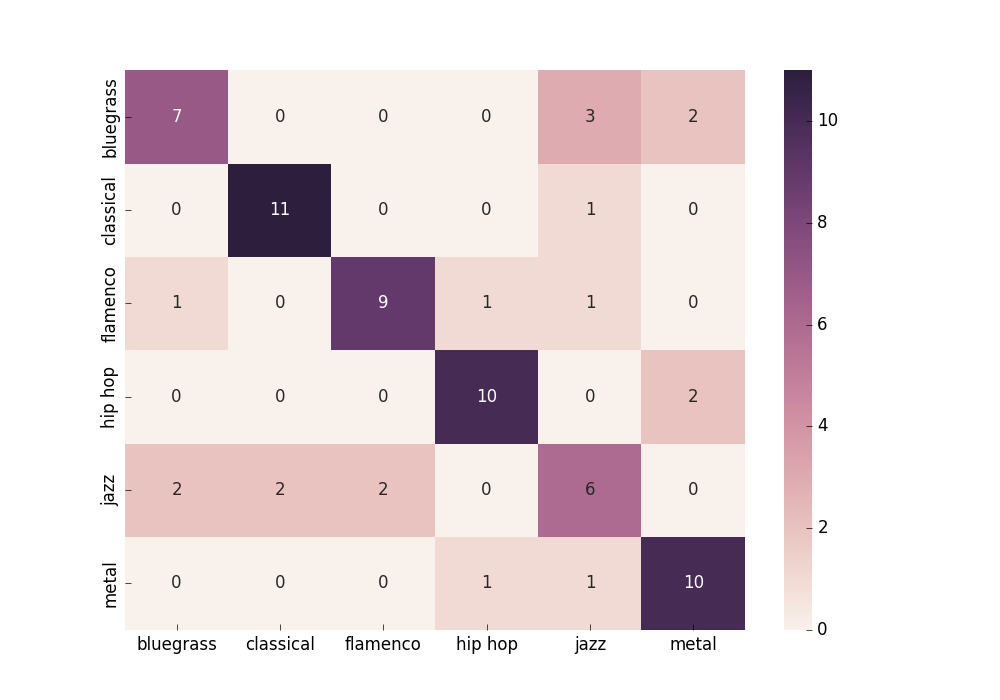 bluegrass 7 0 0 0 3 2
classical 0 11 0 0 1 0
flamenco 1 0 9 1 1 0
hip hop 0 0 0 10 0 2
jazz 2 2 2 0 6 0
metal 0 0 0 1 1 10
bluegrass classical flamenco hip hop jazz metal
10
8
6
4
2
0